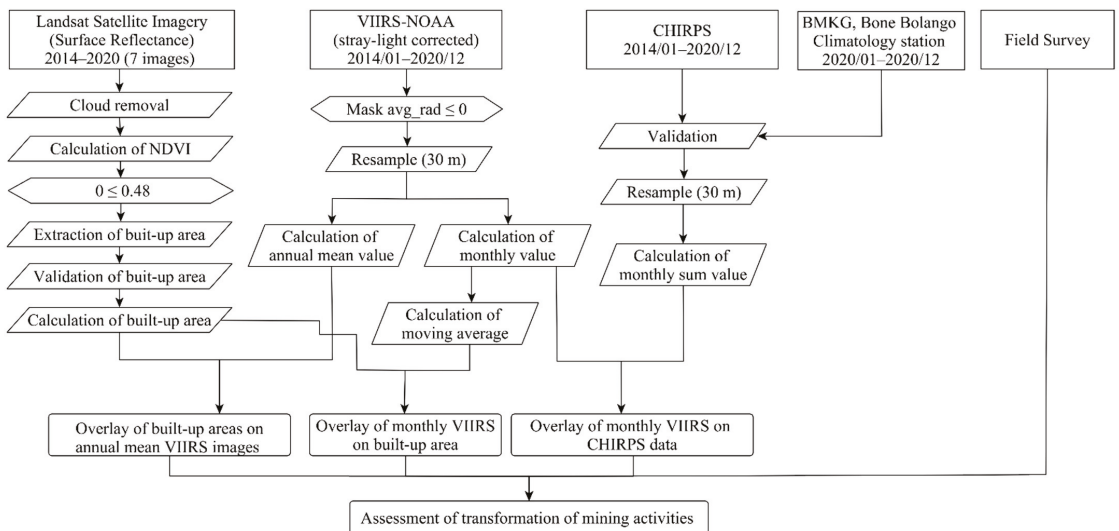 Landsat Satellite Imagery
(Surface Reflectance)
2014–2020 (7 images)
Cloud removal
Calculation of NDVI
0 ≤ 0.48
Extraction of buit-up area
Validation of buit-up area
Calculation of built-up area
VIIRS-NOAA
(stray-light corrected)
2014/01–2020/12
Mask avg_rad ≤ 0
Resample (30 m)
Calculation of
annual mean value
Calculation of
monthly value
Calculation of
moving average
CHIRPS
2014/01–2020/12
BMKG, Bone Bolango
Climatology station
2020/01–2020/12
Validation
Resample (30 m)
Calculation of
monthly sum value
Field Survey
Overlay of built-up areas on
annual mean VIIRS images
Overlay of monthly VIIRS
on built-up area
Overlay of monthly VIIRS on
CHIRPS data
Assessment of transformation of mining activities